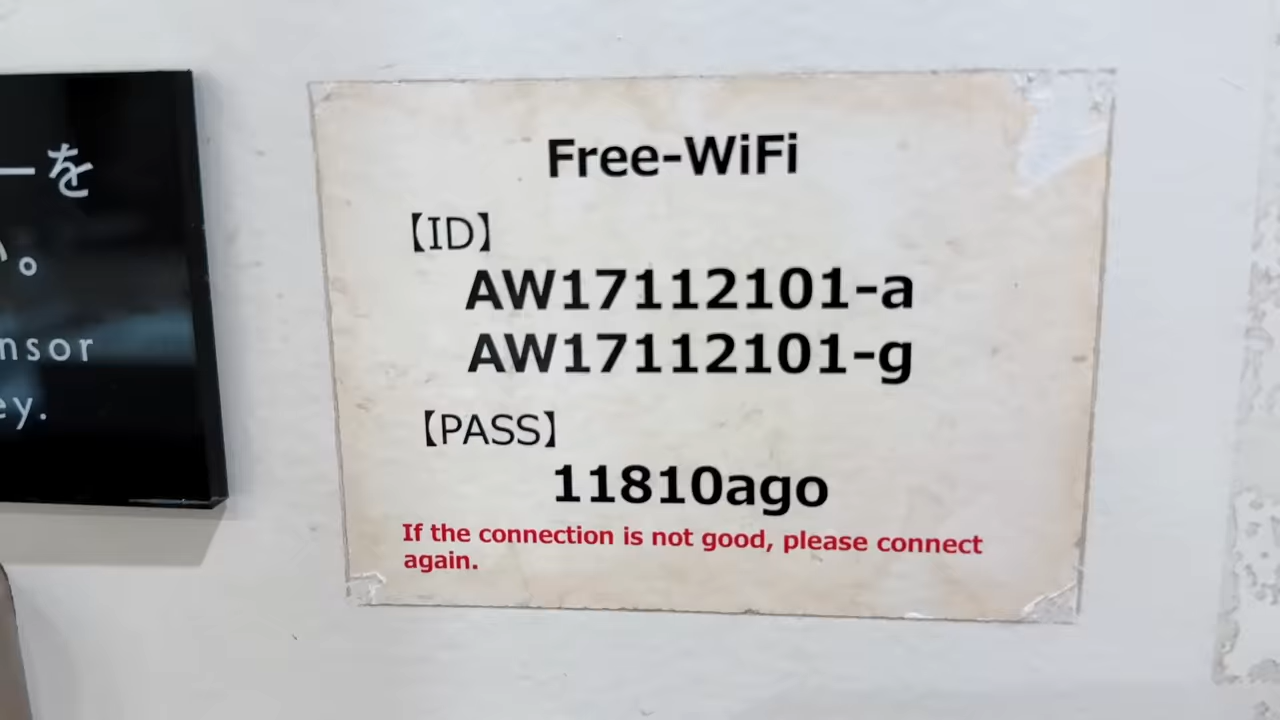 ーを
。
nsor
ey.
Free-WiFi
【ID】
AW17112101-a
AW17112101-g
【PASS】
11810ago
If the connection is not good, please connect
again.